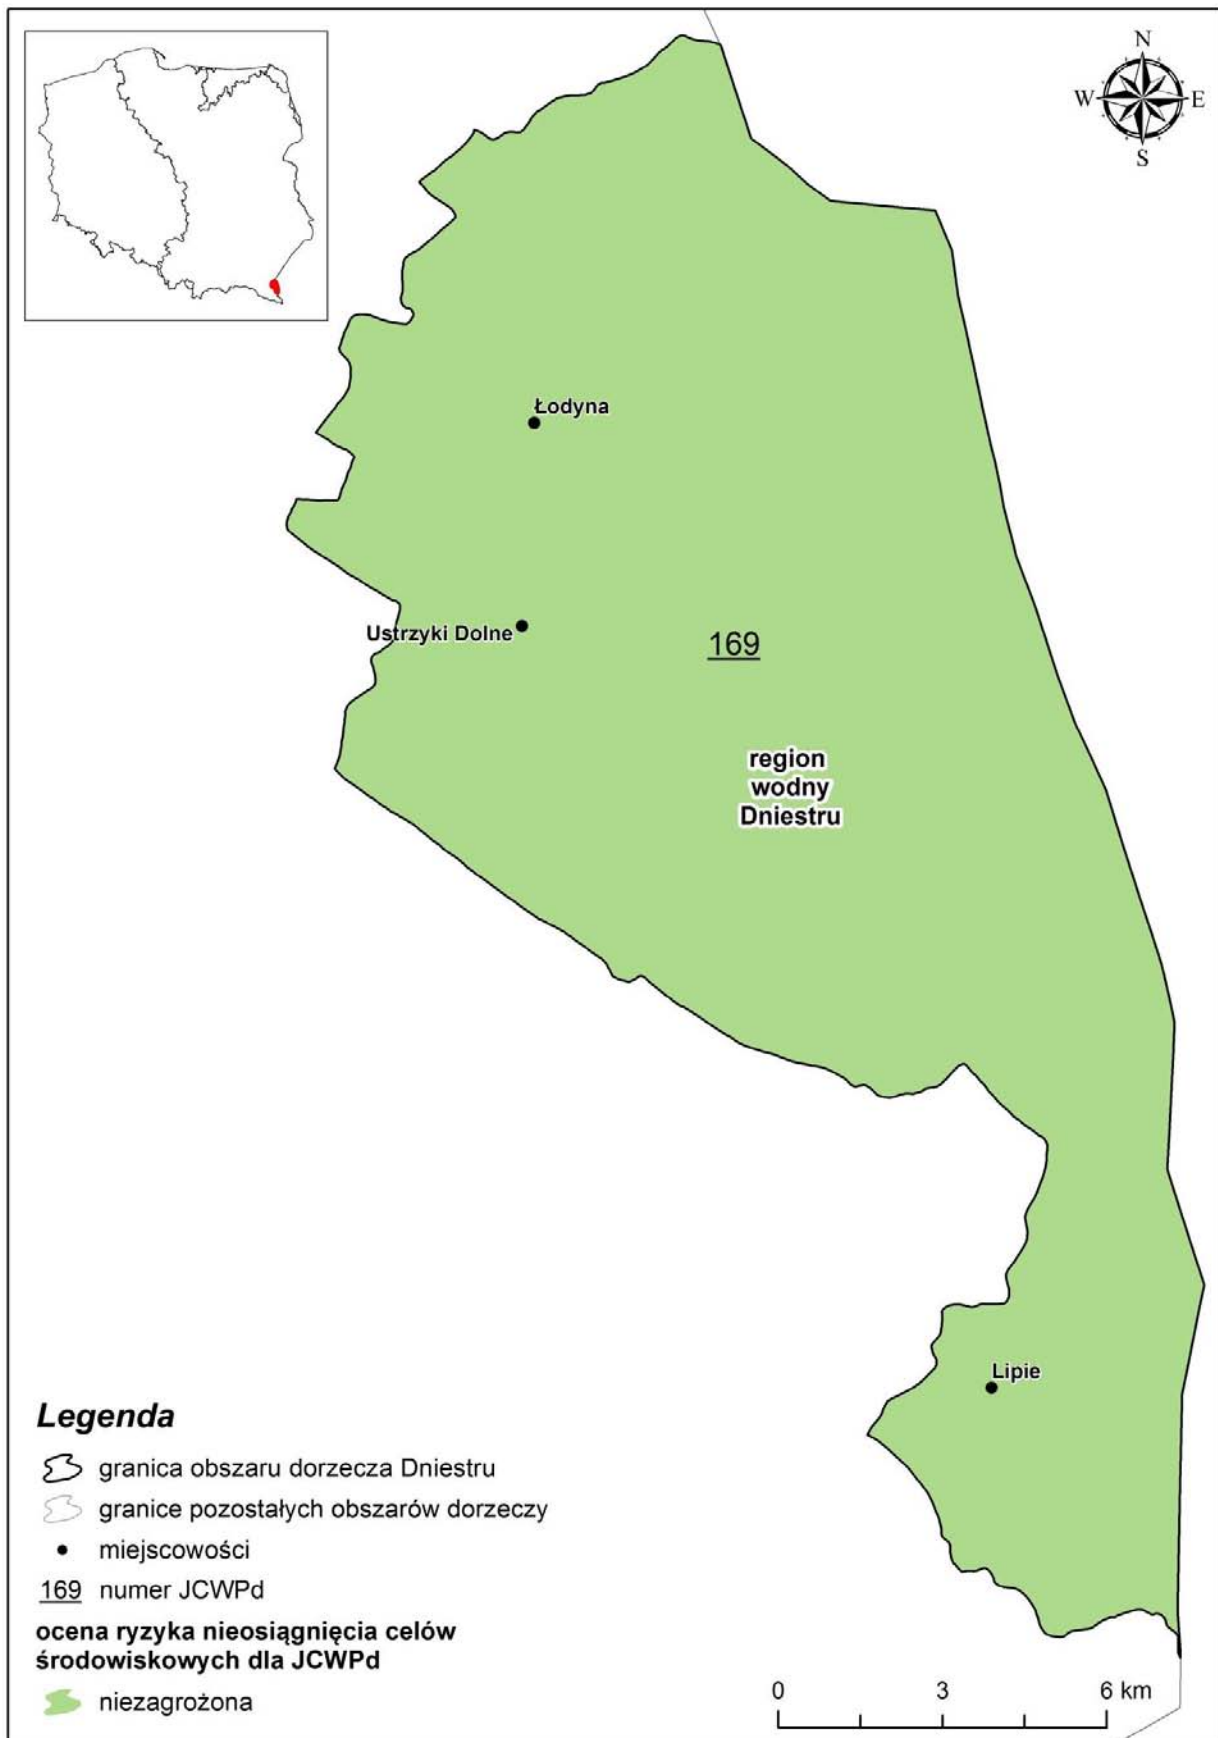 N
W E
S
Łodyna
Ustrzyki Dolne
169
region
wodny
Dniestru
Lipie
Legenda
granica obszaru dorzecza Dniestru
granice pozostałych obszarów dorzeczy
miejscowości
169 numer JCWPd
ocena ryzyka nieosiągnięcia celów
środowiskowych dla JCWPd
niezagrożona
0 3 6 km